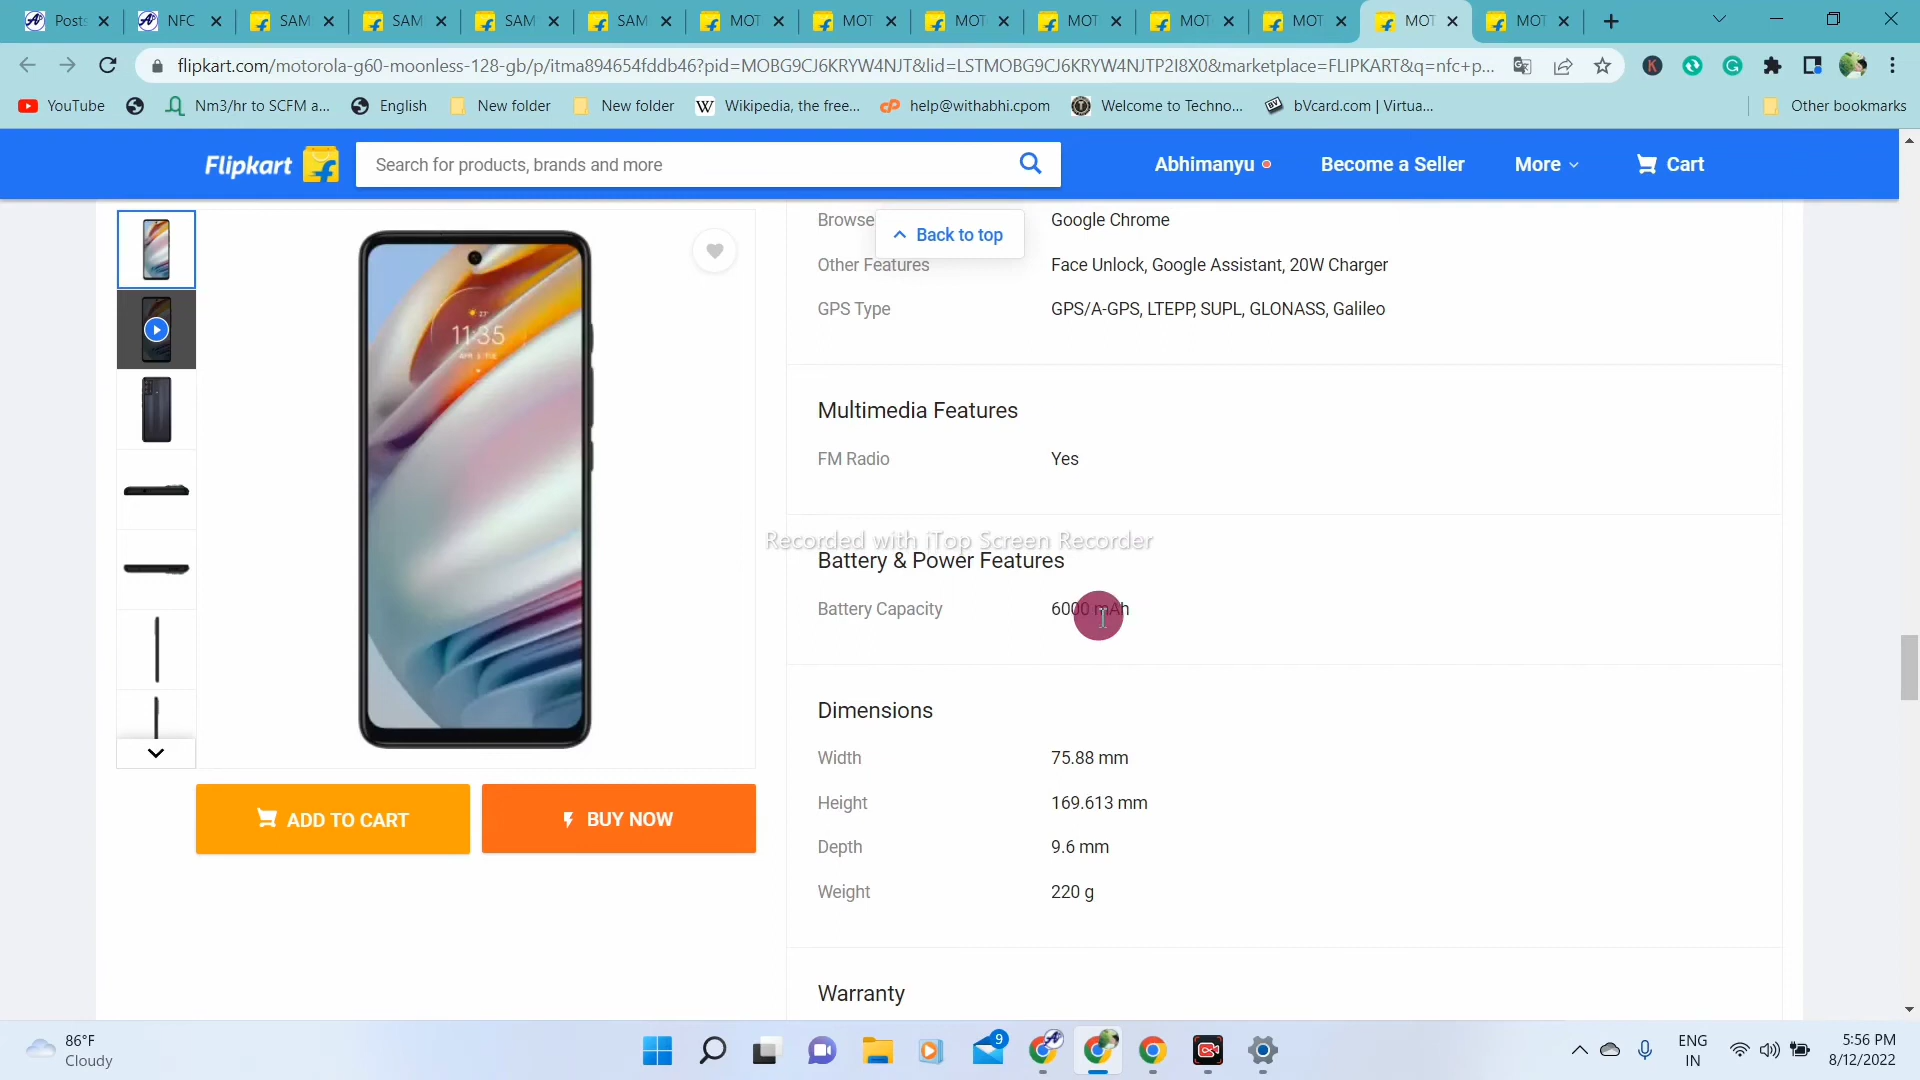 Posts
NFC
SAM
SAM
SAM
SAM
MOT
MOT
MOT
MOT
MOT
MOT
MOT
MOT
flipkart.com/motorola-g60-moonless-128-gb/p/itma894654fddb46?pid=MOBG9CJ6KRYW4NJT&lid=LSTMOBG9CJ6KRYW4NJTP2I8X0&marketplace=FLIPKART&q=nfc+p...
YouTube
Nm3/hr to SCFM a...
English
New folder
New folder
Wikipedia, the free...
help@withabhi.cpom
Welcome to Techno...
bVcard.com | Virtua...
Other bookmarks
Flipkart
Search for products, brands and more
Abhimanyu
Become a Seller
More
Cart
Browse
Google Chrome
Back to top
Other Features
Face Unlock, Google Assistant, 20W Charger
GPS Type
GPS/A-GPS, LTEPP, SUPL, GLONASS, Galileo
11:35
Multimedia Features
FM Radio
Yes
Recorded with iTop Screen Recorder
Battery & Power Features
Battery Capacity
6000 mAh
Dimensions
Width
75.88 mm
Height
169.613 mm
Depth
9.6 mm
Weight
220 g
ADD TO CART
BUY NOW
Warranty
86°F
Cloudy
9
ENG
IN
5:56 PM
8/12/2022